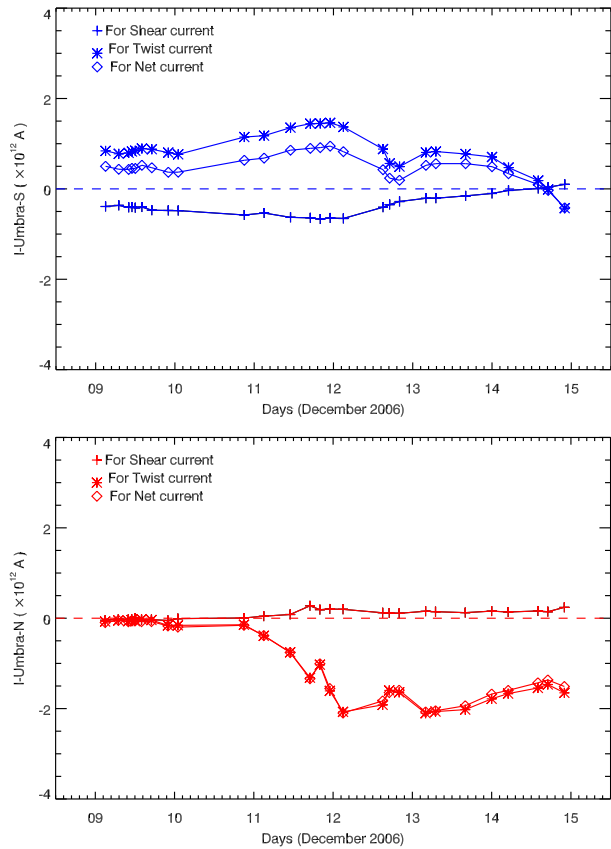 4
For Shear current
For Twist current
For Net current
2
0
-2
-4
I-Umbra-S ( ×10¹² A )
09 10 11 12 13 14 15
Days (December 2006)
4
For Shear current
For Twist current
For Net current
2
0
-2
-4
I-Umbra-N ( ×10¹² A )
09 10 11 12 13 14 15
Days (December 2006)